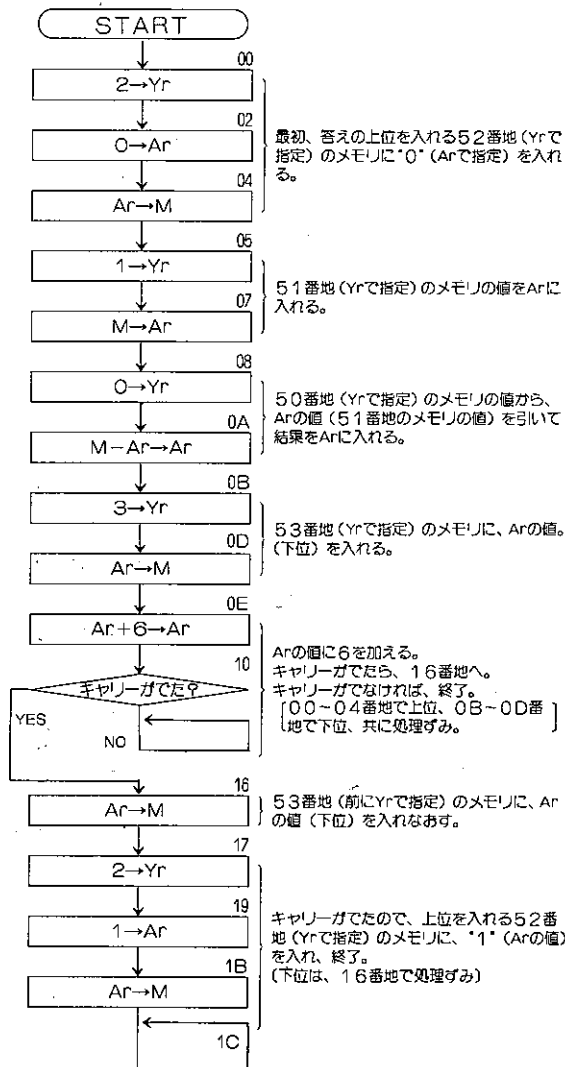 START
00
2→Yr
02
0→Ar
04
Ar→M
最初、答えの上位を入れる52番地(Yrで
指定)のメモリに"0"(Arで指定)を入れ
る。
05
1→Yr
07
M→Ar
51番地(Yrで指定)のメモリの値をArに
入れる。
08
0→Yr
0A
M-Ar→Ar
50番地(Yrで指定)のメモリの値から、
Arの値(51番地のメモリの値)を引いて
結果をArに入れる。
0B
3→Yr
0D
Ar→M
53番地(Yrで指定)のメモリに、Arの値。
(下位)を入れる。
0E
Ar+6→Ar
10
キャリーがでた?
YES
NO
Arの値に6を加える。
キャリーがでたら、16番地へ。
キャリーがでなければ、終了。
[00~04番地で上位、0B~0D番
地で下位、共に処理ずみ。]
16
Ar→M
53番地(前にYrで指定)のメモリに、Ar
の値(下位)を入れなおす。
17
2→Yr
19
1→Ar
1B
Ar→M
キャリーがでたので、上位を入れる52番
地(Yrで指定)のメモリに、"1"(Arの値)
を入れ、終了。
(下位は、16番地で処理ずみ)
1C